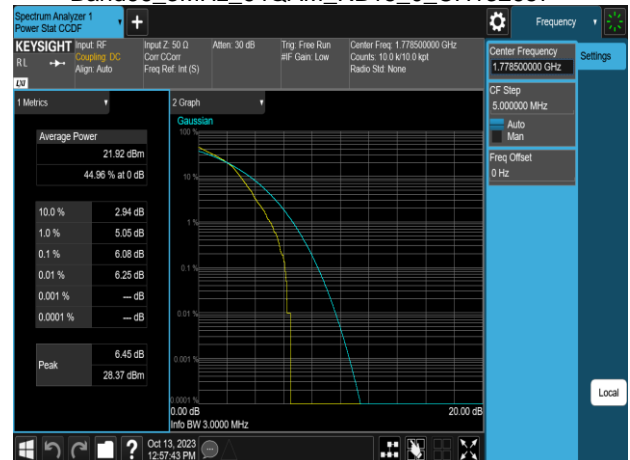 Spectrum Analyzer 1
Power Stat CCDF
Frequency
KEYSIGHT
Input: RF
Input Z: 50 Ω
Atten: 30 dB
Trig: Free Run
Center Freq: 1.778500000 GHz
RL
Coupling: DC
Corr CCorr
#IF Gain: Low
Counts: 10.0 k/10.0 kpt
Align: Auto
Freq Ref: Int (S)
Radio Std: None
LXI
Center Frequency
1.778500000 GHz
Settings
CF Step
5.000000 MHz
Auto
Man
Freq Offset
0 Hz
1 Metrics
Average Power
21.92 dBm
44.96 % at 0 dB
10.0 % 2.94 dB
1.0 % 5.05 dB
0.1 % 6.08 dB
0.01 % 6.25 dB
0.001 % --- dB
0.0001 % --- dB
Peak
6.45 dB
28.37 dBm
2 Graph
Gaussian
100 %
10 %
1 %
0.1 %
0.01 %
0.001 %
0.0001 %
0.00 dB
20.00 dB
Info BW 3.0000 MHz
Local
Oct 13, 2023
12:57:43 PM